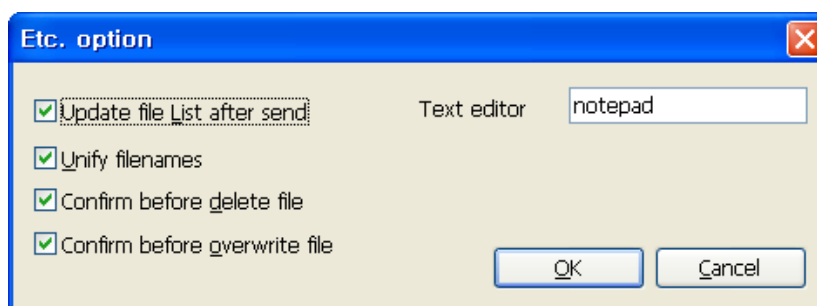 Etc. option
Update file List after send
Text editor
notepad
Unify filenames
Confirm before delete file
Confirm before overwrite file
OK
Cancel